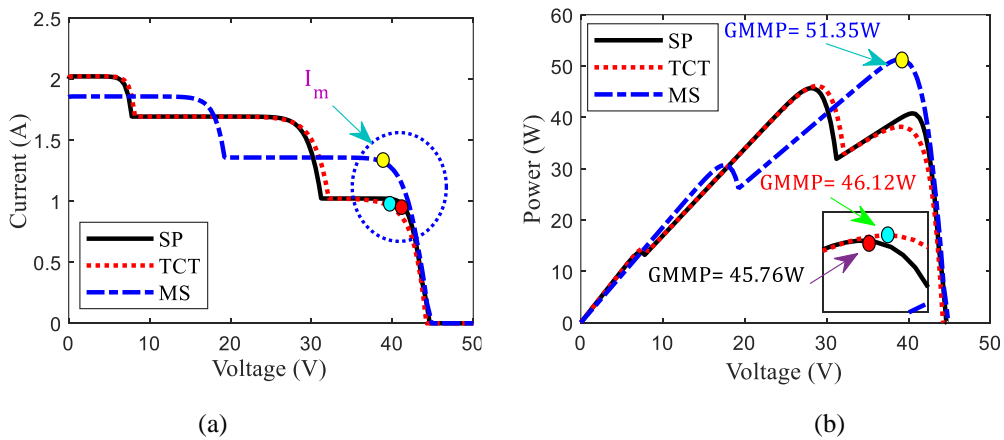 2.5
2
1.5
1
0.5
0
Current (A)
I_m
SP
TCT
MS
0 10 20 30 40 50
Voltage (V)
(a)
60
50
40
30
20
10
0
Power (W)
SP
TCT
MS
GMMP= 51.35W
GMMP= 46.12W
GMMP= 45.76W
0 10 20 30 40 50
Voltage (V)
(b)